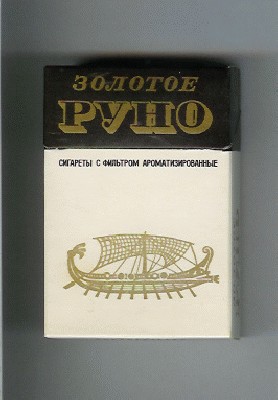 ЗОЛОТОЕ
РУНО
СИГАРЕТЫ С ФИЛЬТРОМ АРОМАТИЗИРОВАННЫЕ